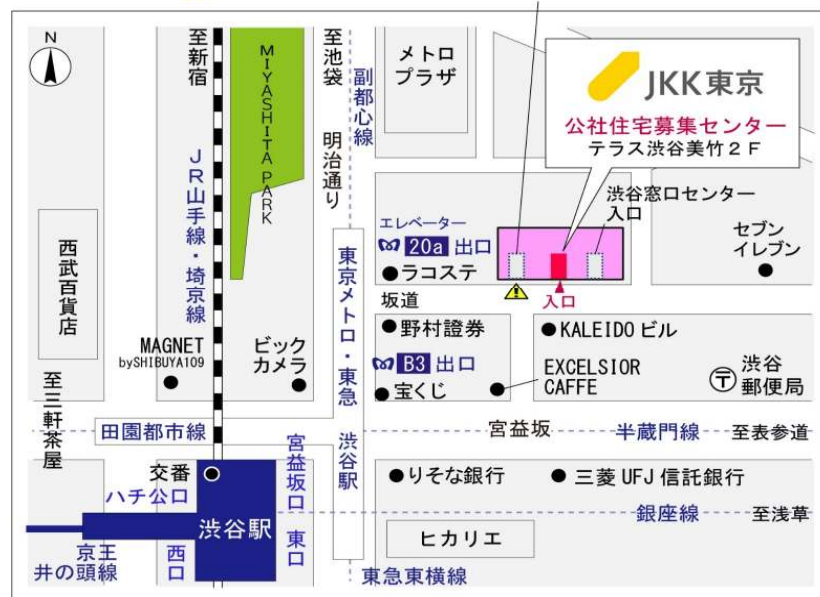 N
至新宿
MIYASHITA PARK
至池袋
副都心線
明治通り
メトロ
プラザ
JKK東京
公社住宅募集センター
テラス渋谷美竹2F
JR山手線・埼京線
西武百貨店
エレベーター
20a 出口
ラコステ
渋谷窓口センター
入口
セブン
イレブン
東京メトロ・東急 渋谷駅
坂道
!
入口
MAGNET
bySHIBUYA109
ビック
カメラ
野村證券
KALEIDO ビル
B3 出口
EXCELSIOR
CAFFE
宝くじ
〒
渋谷
郵便局
至三軒茶屋
田園都市線
宮益坂
半蔵門線
至表参道
交番
ハチ公口
宮益坂口
りそな銀行
三菱 UFJ 信託銀行
渋谷駅
銀座線
至浅草
京王
井の頭線
西口
東口
ヒカリエ
東急東横線